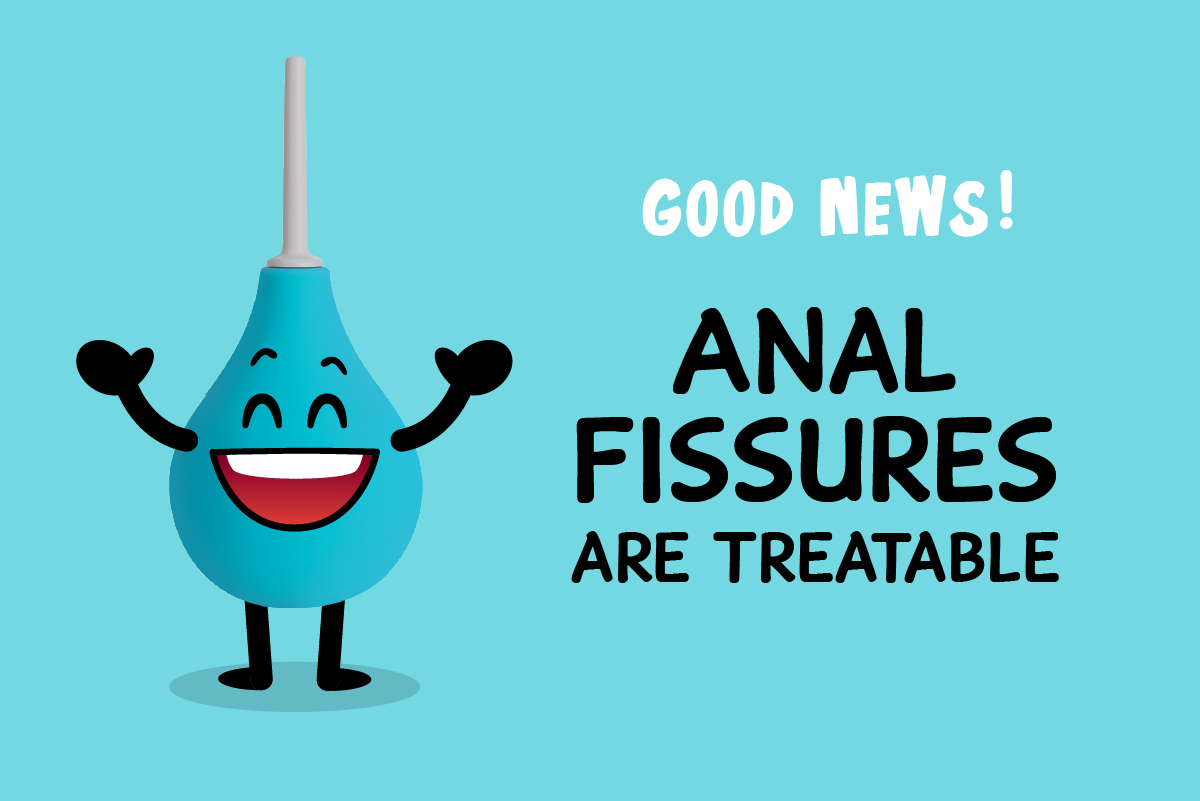 GOOD NEWS!
ANAL
FISSURES
ARE TREATABLE